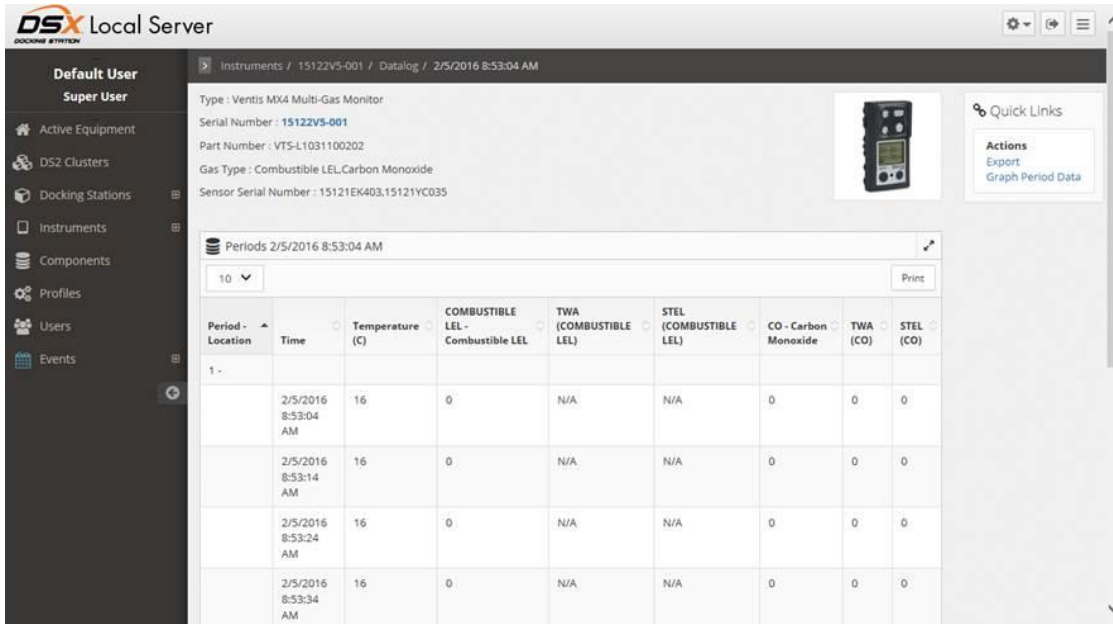 DSX Local Server
DOCKING STATION
Default User
Super User
Active Equipment
DS2 Clusters
Docking Stations
Instruments
Components
Profiles
Users
Events
Instruments / 15122V5-001 / Datalog / 2/5/2016 8:53:04 AM
Type : Ventis MX4 Multi-Gas Monitor
Serial Number : 15122V5-001
Part Number : VTS-L1031100202
Gas Type : Combustible LEL,Carbon Monoxide
Sensor Serial Number : 15121EK403,15121YC035
Quick Links
Actions
Export
Graph Period Data
Periods 2/5/2016 8:53:04 AM
10
Print
Period - Location
Time
Temperature (C)
COMBUSTIBLE LEL - Combustible LEL
TWA (COMBUSTIBLE LEL)
STEL (COMBUSTIBLE LEL)
CO - Carbon Monoxide
TWA (CO)
STEL (CO)
1 -
2/5/2016 8:53:04 AM 16 0 N/A N/A 0 0 0
2/5/2016 8:53:14 AM 16 0 N/A N/A 0 0 0
2/5/2016 8:53:24 AM 16 0 N/A N/A 0 0 0
2/5/2016 8:53:34 AM 16 0 N/A N/A 0 0 0